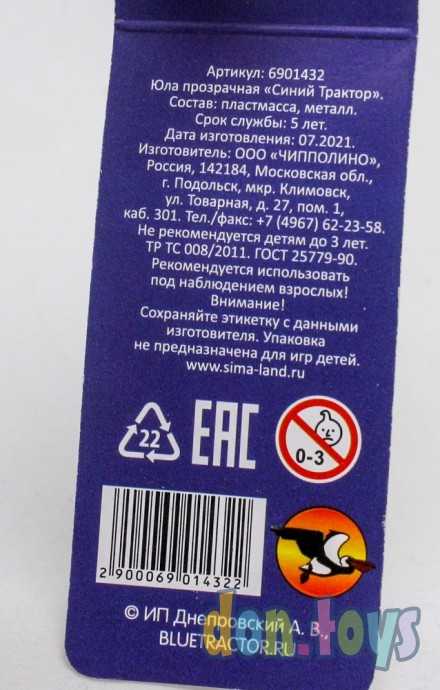 Артикул: 6901432
Юла прозрачная «Синий Трактор».
Состав: пластмасса, металл.
Срок службы: 5 лет.
Дата изготовления: 07.2021.
Изготовитель: ООО «ЧИППОЛИНО»,
Россия, 142184, Московская обл.,
г. Подольск, мкр. Климовск,
ул. Товарная, д. 27, пом. 1,
каб. 301. Тел./факс: +7 (4967) 62-23-58.
Не рекомендуется детям до 3 лет.
ТР ТС 008/2011. ГОСТ 25779-90.
Рекомендуется использовать
под наблюдением взрослых!
Внимание!
Сохраняйте этикетку с данными
изготовителя. Упаковка
не предназначена для игр детей.
www.sima-land.ru
22
EAC
0-3
2 900069 014322
© ИП Днепровский А. В.,
BLUETRACTOR.RU
don.toys